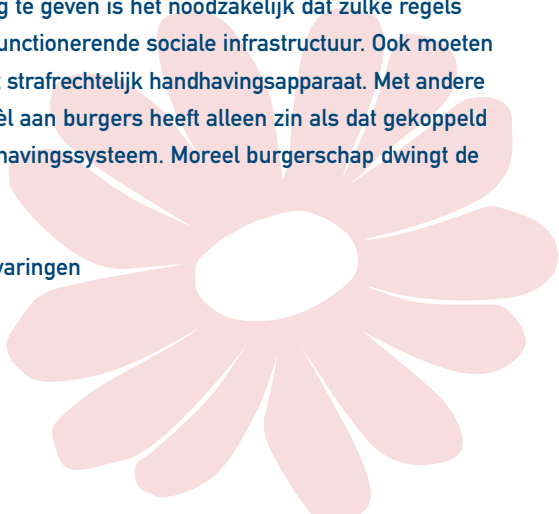 te geven is het noodzakelijk dat zulke regels
functionerende sociale infrastructuur. Ook moeten
strafrechtelijk handhavingsapparaat. Met andere
aan burgers heeft alleen zin als dat gekoppeld
havingssysteem. Moreel burgerschap dwingt de
varingen